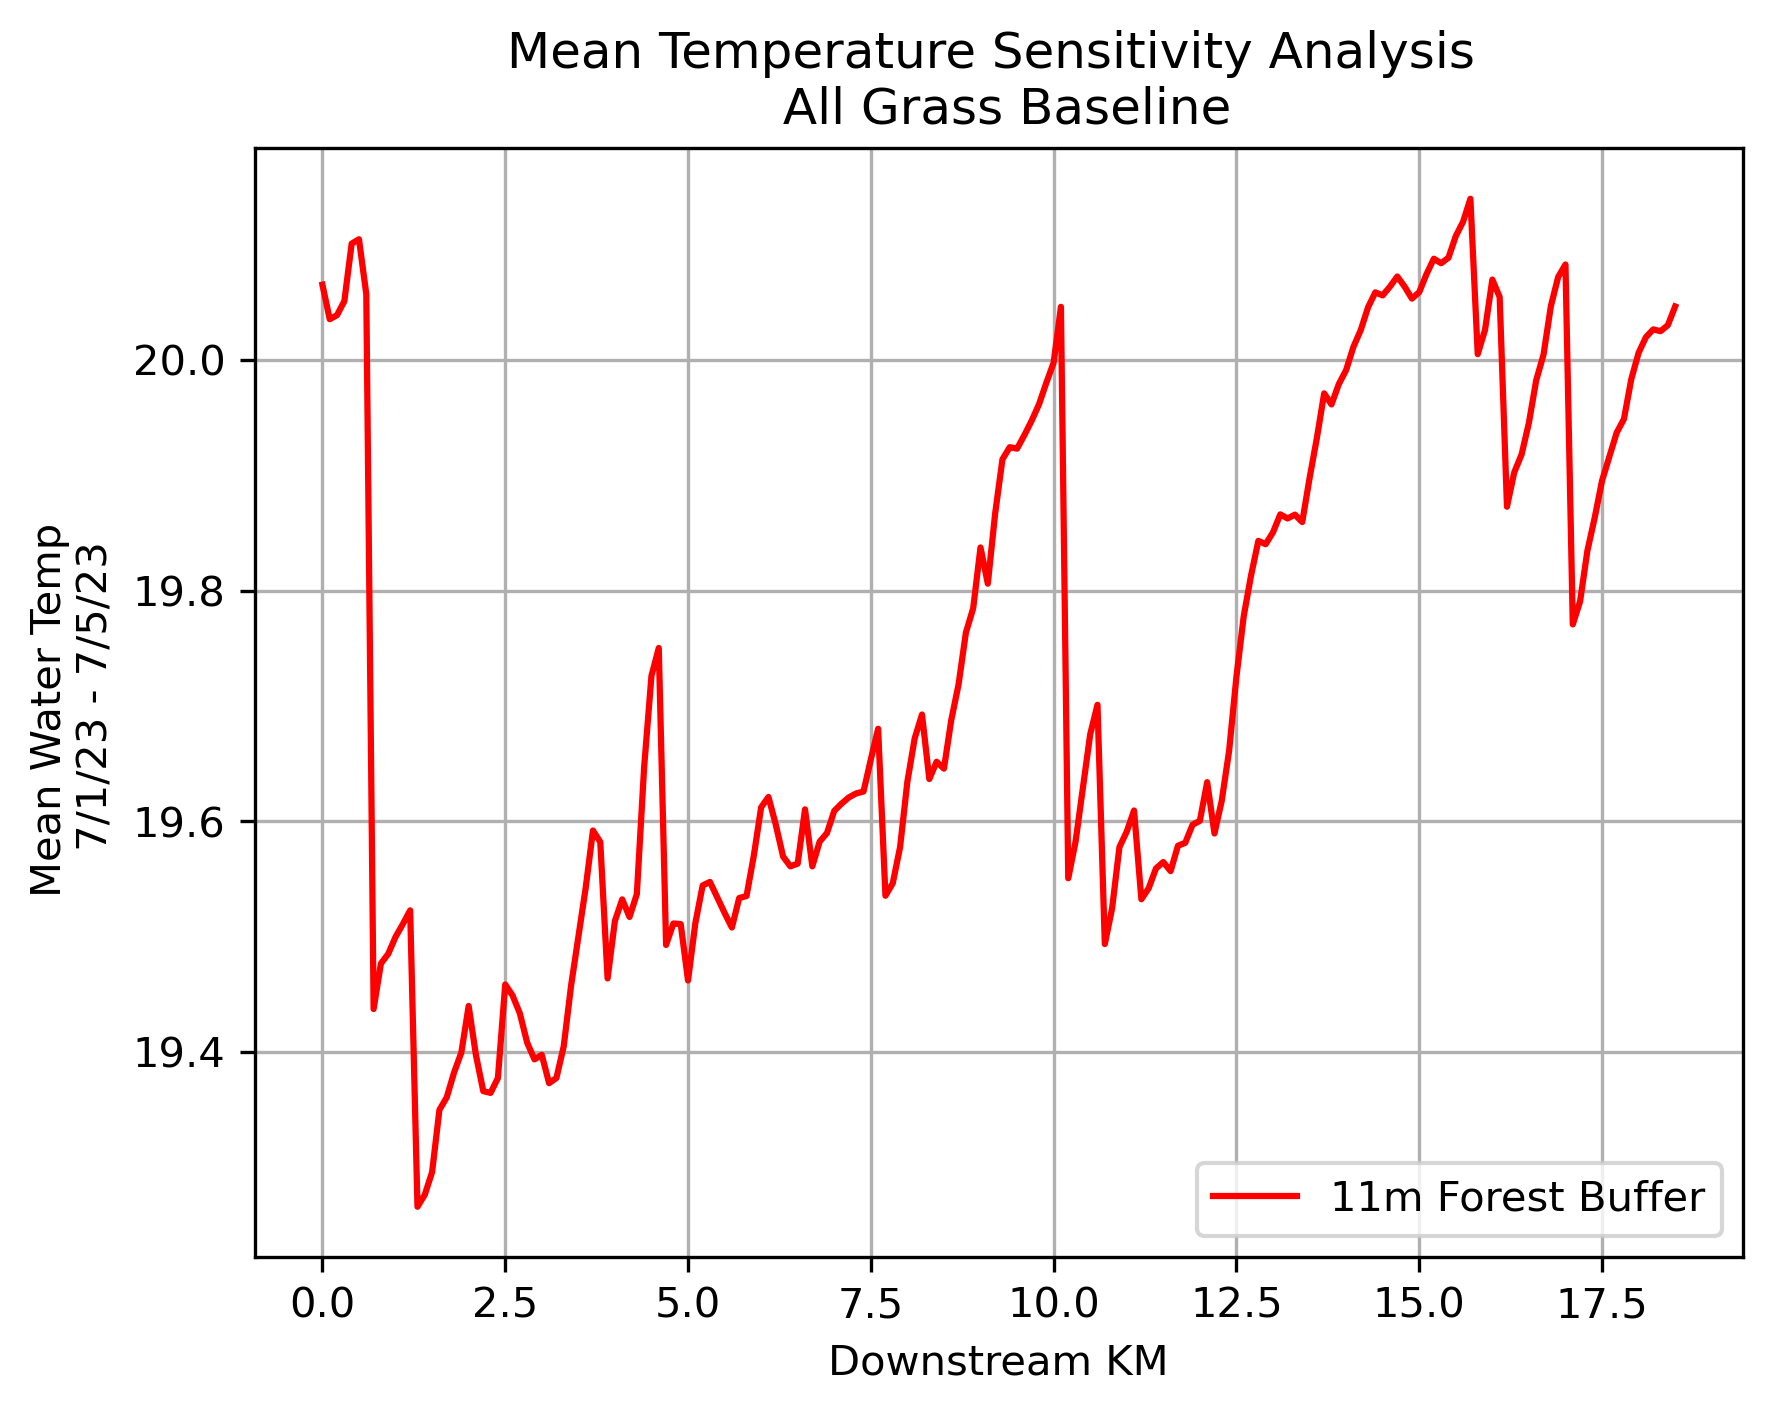 Mean Temperature Sensitivity Analysis
All Grass Baseline
Mean Water Temp
7/1/23 - 7/5/23
20.0
19.8
19.6
19.4
11m Forest Buffer
0.0 2.5 5.0 7.5 10.0 12.5 15.0 17.5
Downstream KM